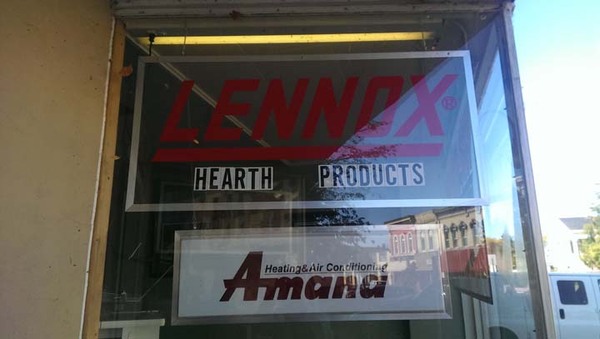 LENNOX®
HEARTH PRODUCTS
Heating&Air Conditioning
Amana